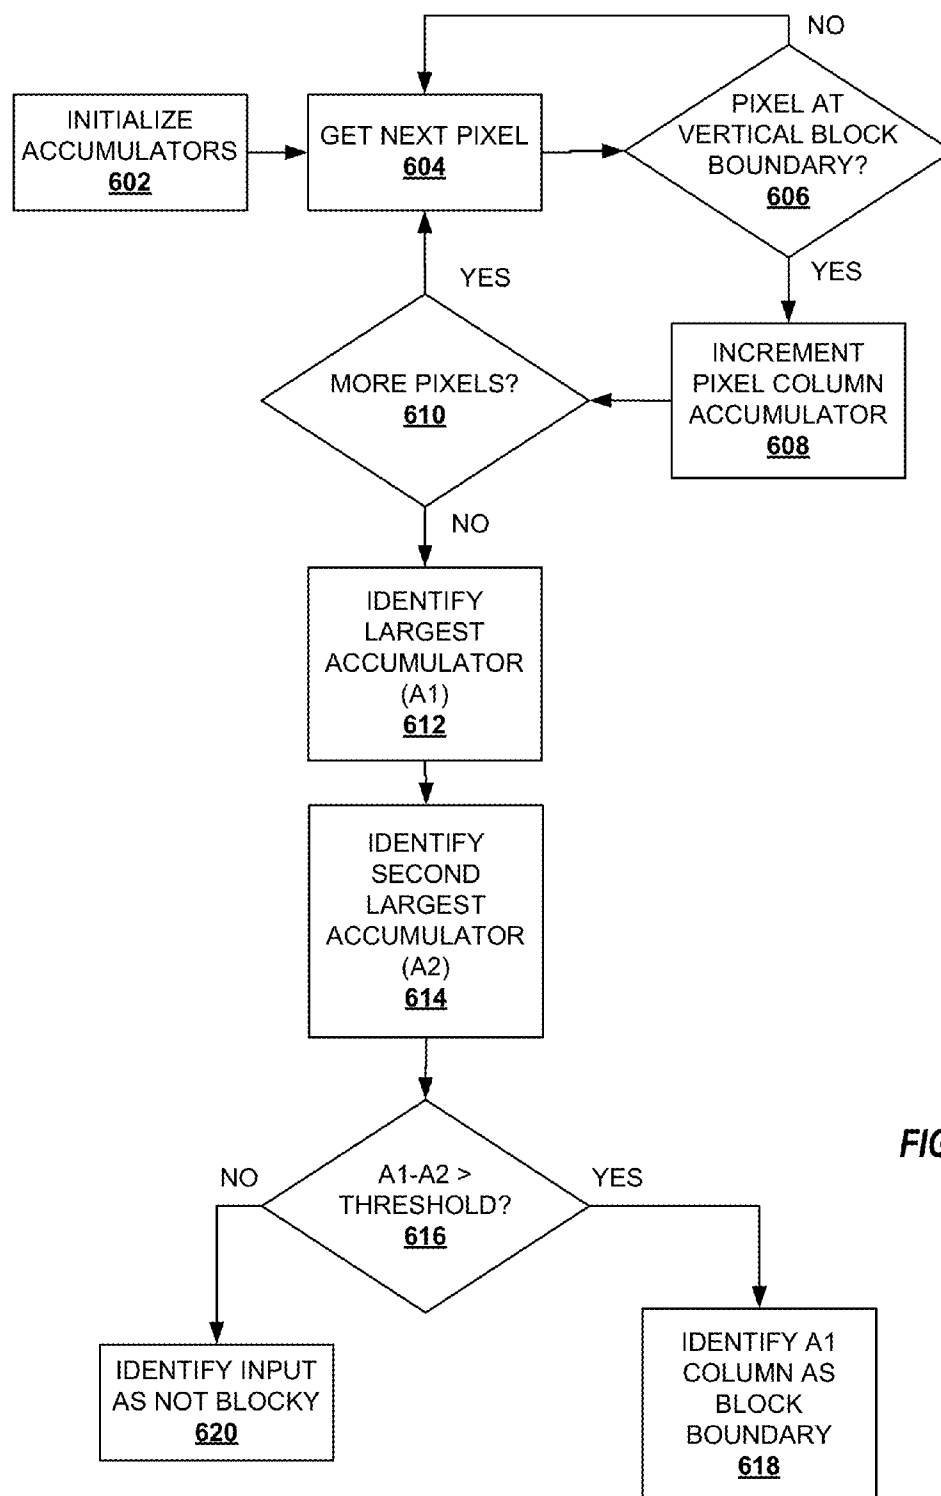 NO
INITIALIZE
ACCUMULATORS
602
GET NEXT PIXEL
604
PIXEL AT
VERTICAL BLOCK
BOUNDARY?
606
YES
YES
MORE PIXELS?
610
INCREMENT
PIXEL COLUMN
ACCUMULATOR
608
NO
IDENTIFY
LARGEST
ACCUMULATOR
(A1)
612
IDENTIFY
SECOND
LARGEST
ACCUMULATOR
(A2)
614
FIG
NO
A1-A2 >
THRESHOLD?
616
YES
IDENTIFY INPUT
AS NOT BLOCKY
620
IDENTIFY A1
COLUMN AS
BLOCK
BOUNDARY
618